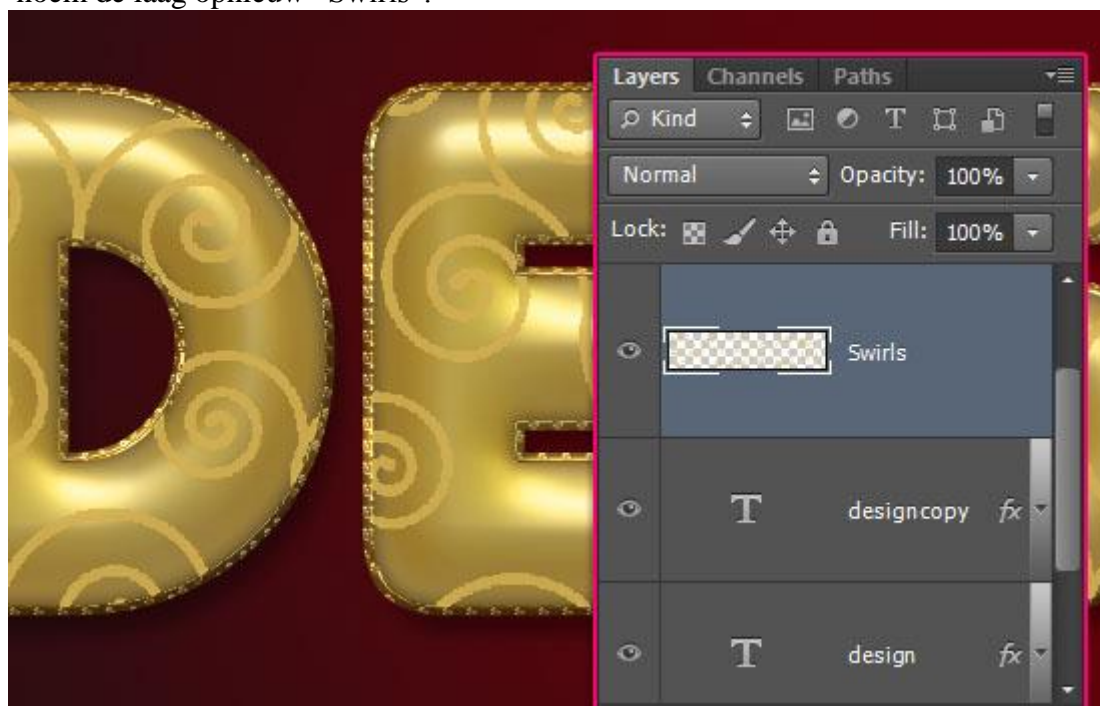 noem de laag opnieuw "Swirls".
DE
Layers Channels Paths
Kind
Normal Opacity: 100%
Lock: Fill: 100%
Swirls
T design copy fx
T design fx